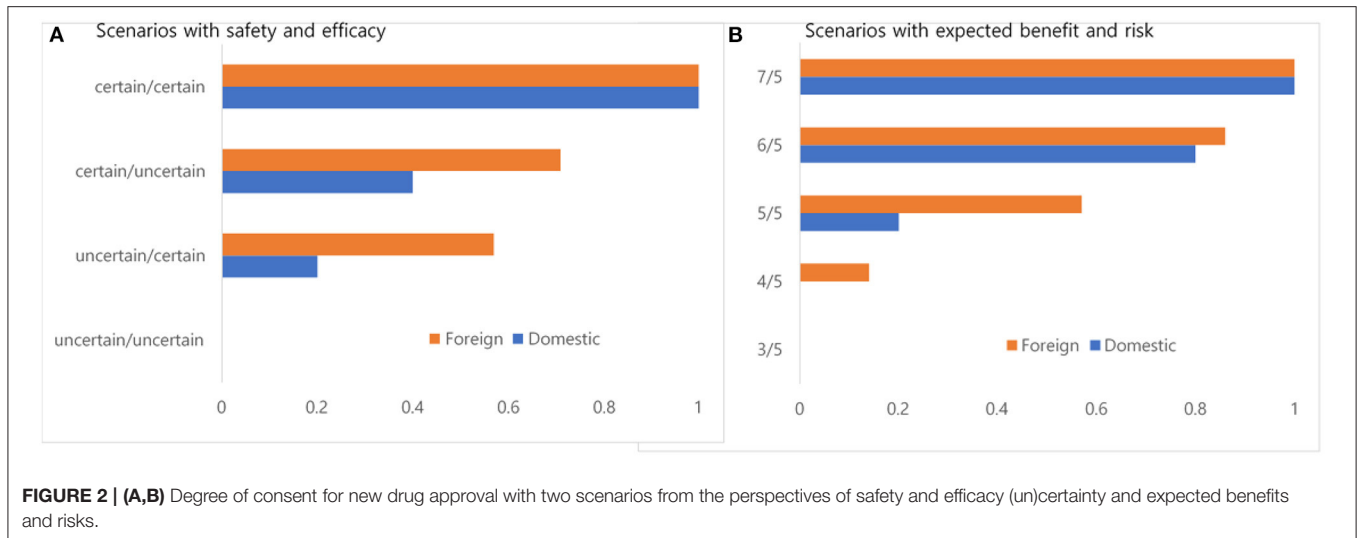 A Scenarios with safety and efficacy
certain/certain
certain/uncertain
uncertain/certain
uncertain/uncertain
Foreign Domestic
0 0.2 0.4 0.6 0.8 1
B Scenarios with expected benefit and risk
7/5
6/5
5/5
4/5
3/5
Foreign Domestic
0 0.2 0.4 0.6 0.8 1
FIGURE 2 | (A,B) Degree of consent for new drug approval with two scenarios from the perspectives of safety and efficacy (un)certainty and expected benefits
and risks.